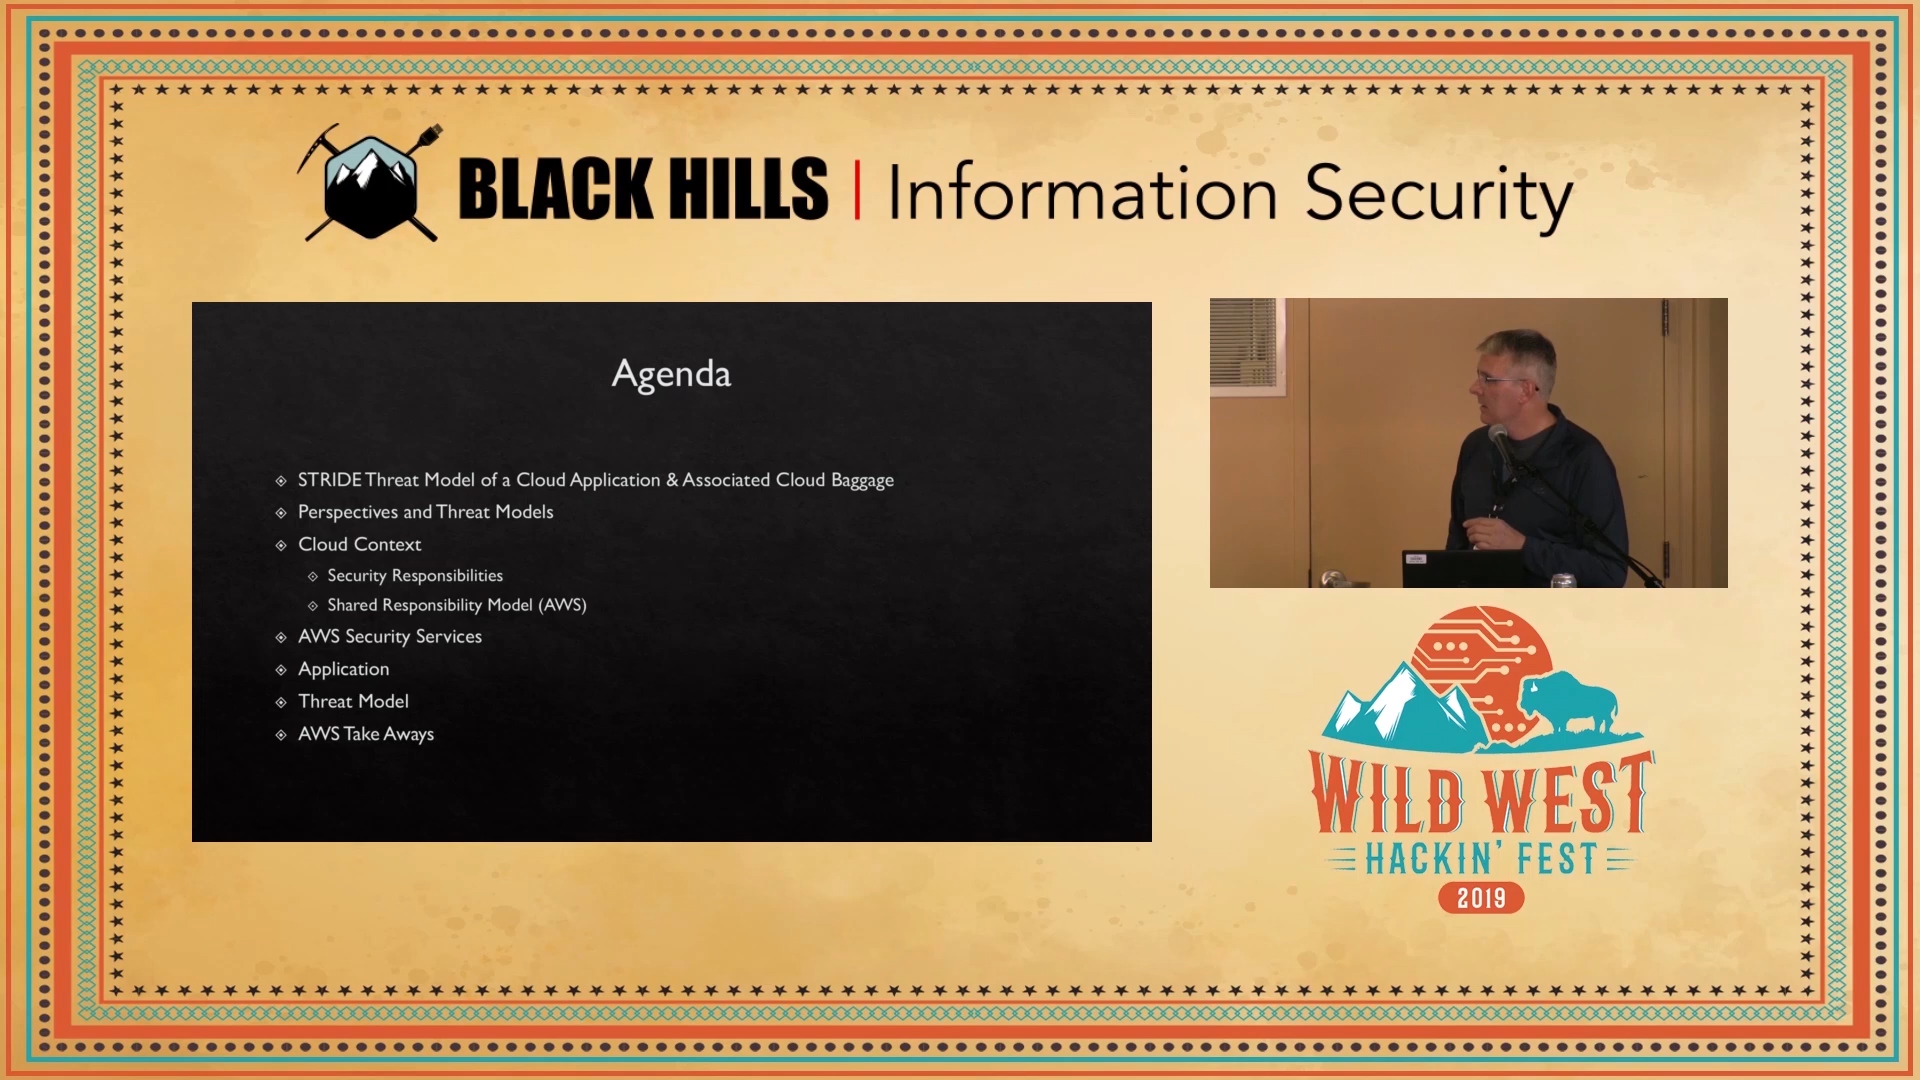 BLACK HILLS | Information Security
Agenda
STRIDE Threat Model of a Cloud Application & Associated Cloud Baggage
Perspectives and Threat Models
Cloud Context
Security Responsibilities
Shared Responsibility Model (AWS)
AWS Security Services
Application
Threat Model
AWS Take Aways
WILD WEST
HACKIN' FEST
2019